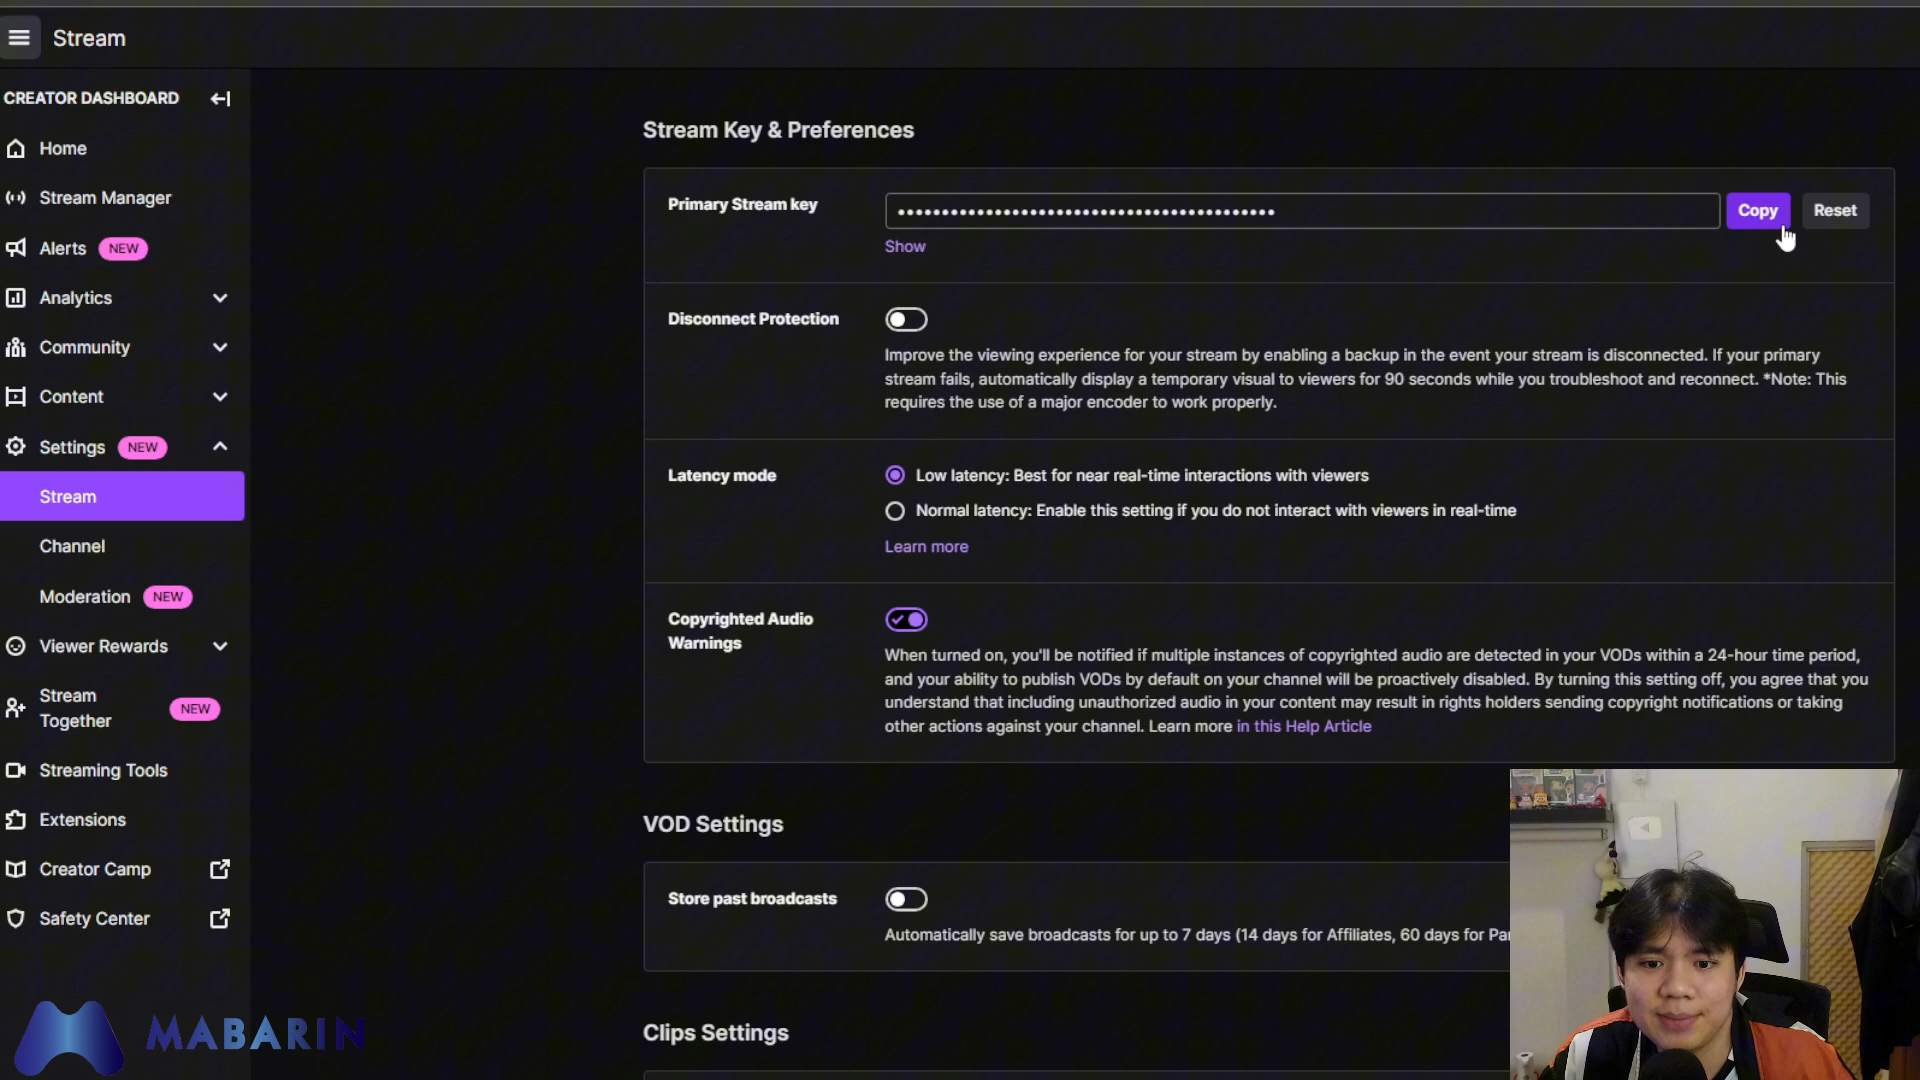 Stream
CREATOR DASHBOARD
Home
Stream Manager
Alerts NEW
Analytics
Community
Content
Settings NEW
Stream
Channel
Moderation NEW
Viewer Rewards
Stream
Together
NEW
Streaming Tools
Extensions
Creator Camp
Safety Center
MABARIN
Stream Key & Preferences
Primary Stream key
•••••••••••••••••••••••••••••••••••••••••••
Copy
Reset
Show
Disconnect Protection
Improve the viewing experience for your stream by enabling a backup in the event your stream is disconnected. If your primary
stream fails, automatically display a temporary visual to viewers for 90 seconds while you troubleshoot and reconnect. *Note: This
requires the use of a major encoder to work properly.
Latency mode
Low latency: Best for near real-time interactions with viewers
Normal latency: Enable this setting if you do not interact with viewers in real-time
Learn more
Copyrighted Audio
Warnings
When turned on, you'll be notified if multiple instances of copyrighted audio are detected in your VODs within a 24-hour time period,
and your ability to publish VODs by default on your channel will be proactively disabled. By turning this setting off, you agree that you
understand that including unauthorized audio in your content may result in rights holders sending copyright notifications or taking
other actions against your channel. Learn more in this Help Article
VOD Settings
Store past broadcasts
Automatically save broadcasts for up to 7 days (14 days for Affiliates, 60 days for Par
Clips Settings